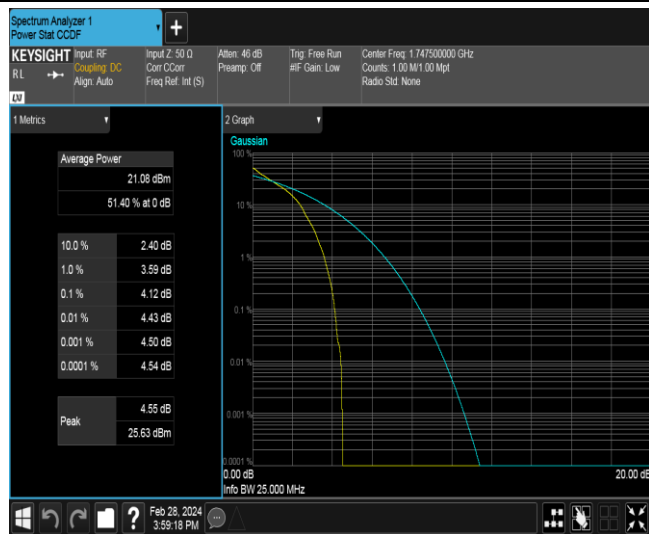 Spectrum Analyzer 1
Power Stat CCDF
+
KEYSIGHT
RL
Input: RF
Coupling: DC
Align: Auto
Input Z: 50 Ω
Corr CCorr
Freq Ref: Int (S)
Atten: 46 dB
Preamp: Off
Trig: Free Run
#IF Gain: Low
Center Freq: 1.747500000 GHz
Counts: 1.00 M/1.00 Mpt
Radio Std: None
1 Metrics
Average Power
21.08 dBm
51.40 % at 0 dB
10.0 % 2.40 dB
1.0 % 3.59 dB
0.1 % 4.12 dB
0.01 % 4.43 dB
0.001 % 4.50 dB
0.0001 % 4.54 dB
Peak
4.55 dB
25.63 dBm
2 Graph
Gaussian
100 %
10 %
1 %
0.1 %
0.01 %
0.001 %
0.0001 %
0.00 dB
20.00 dB
Info BW 25.000 MHz
?
Feb 28, 2024
3:59:18 PM